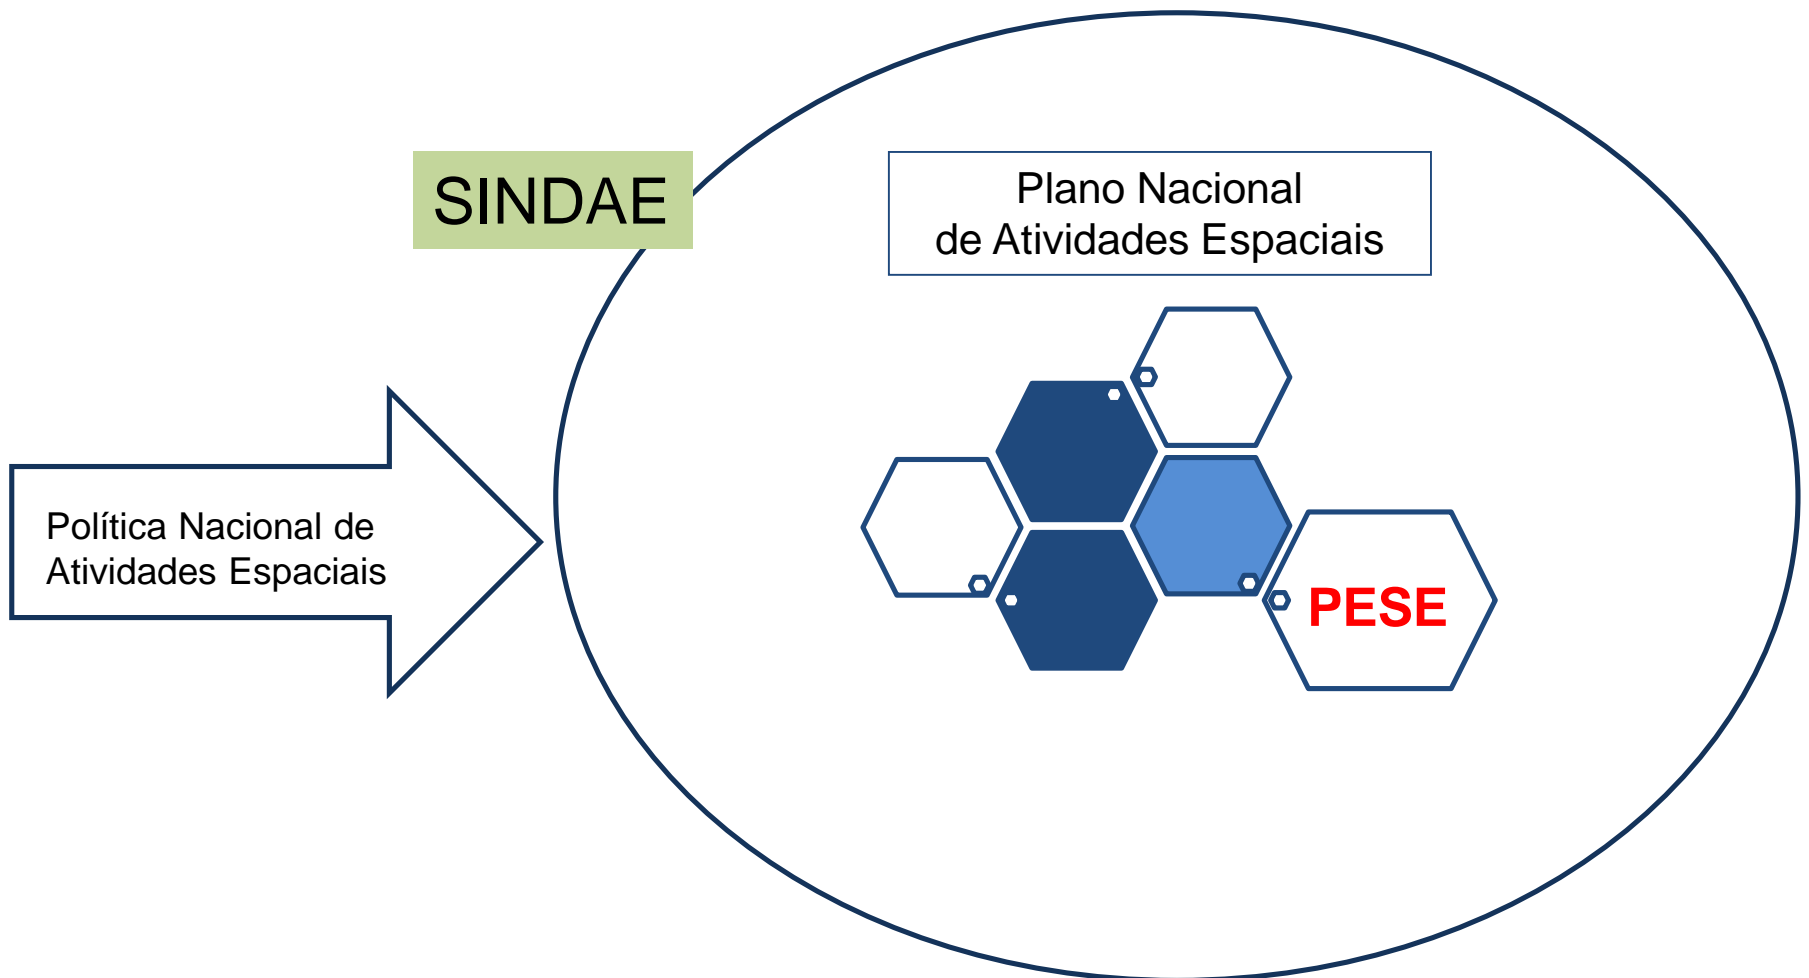 SINDAE
Plano Nacional
de Atividades Espaciais
Política Nacional de
Atividades Espaciais
PESE